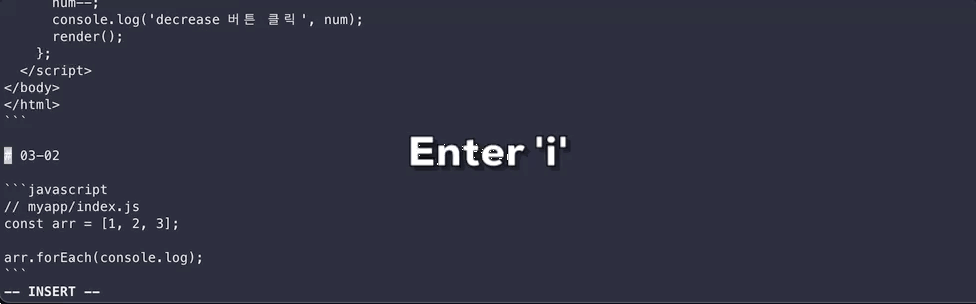 num--;
console.log('decrease 버튼 클릭', num);
render();
};
</script>
</body>
</html>
```
# 03-02
Enter 'i'
```javascript
// myapp/index.js
const arr = [1, 2, 3];
arr.forEach(console.log);
```
-- INSERT --